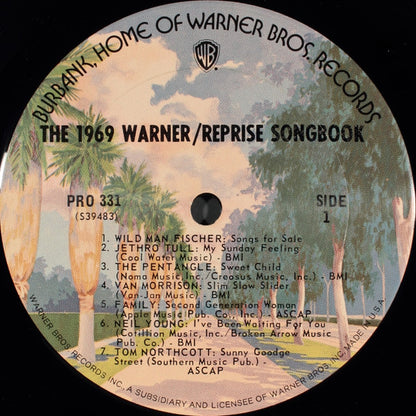 BURBANK, HOME OF WARNER BROS. RECORDS
WB
THE 1969 WARNER/REPRISE SONGBOOK
PRO 331
(S39483)
SIDE
1
1. WILD MAN FISCHER: Songs for Sale
2. JETHRO TULL: My Sunday Feeling
(Cool Water Music) - BMI
3. THE PENTANGLE: Sweet Child
(Noma Music, Inc./Creosus Music, Inc.) - BMI
4. VAN MORRISON: Slim Slow Slider
(Van-Jan Music) - BMI
5. FAMILY: Second Generation Woman
(Apple Music Pub. Co., Inc.) - ASCAP
6. NEIL YOUNG: I've Been Waiting For You
(Cotillion Music, Inc./Broken Arrow Music
Pub. Co.) - BMI
7. TOM NORTHCOTT: Sunny Goodge
Street (Southern Music Pub.) -
ASCAP
WARNER BROS. RECORDS INC., A SUBSIDIARY AND LICENSEE OF WARNER BROS. INC. MADE IN U.S.A.